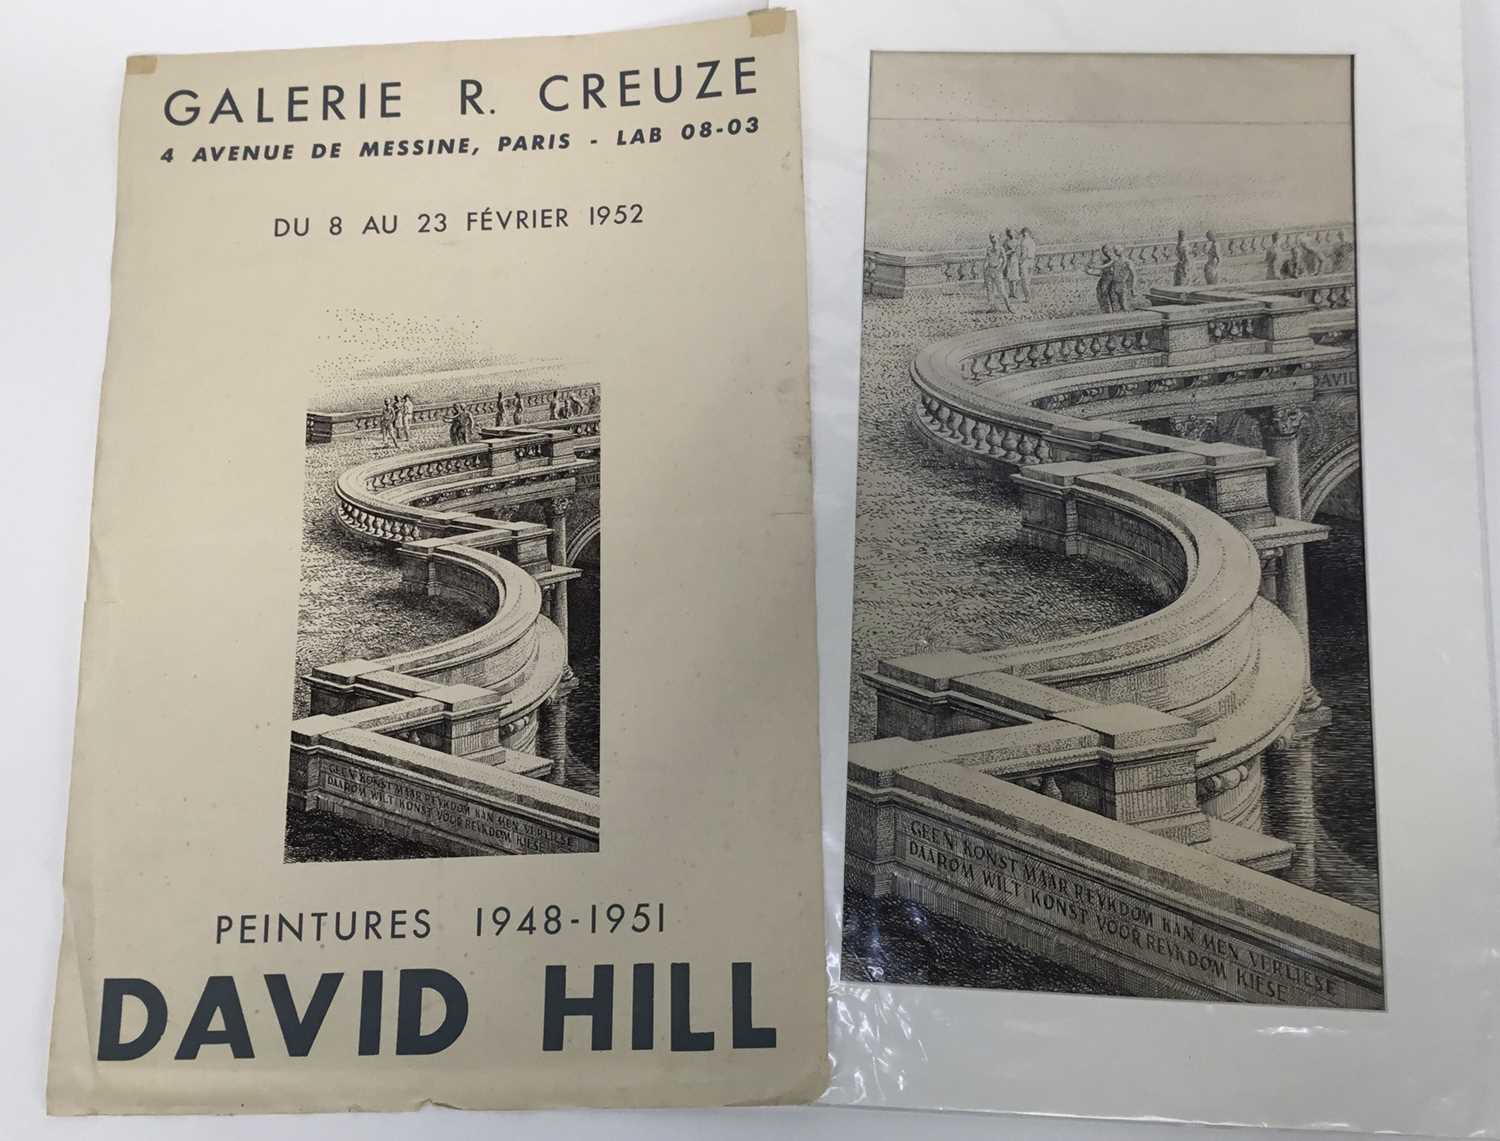 GALERIE R. CREUZE
4 AVENUE DE MESSINE, PARIS - LAB 08-03
DU 8 AU 23 FÉVRIER 1952
AVID
GEEN KONST MAAR REYKDOM KAN MEN VERLIESE
DAAROM WILT KONST VOOR REYKDOM KIESE
PEINTURES 1948-1951
DAVID HILL
DAVID
GEEN KONST MAAR REYKDOM KAN MEN VERLIESE
DAAROM WILT KONST VOOR REYKDOM KIESE